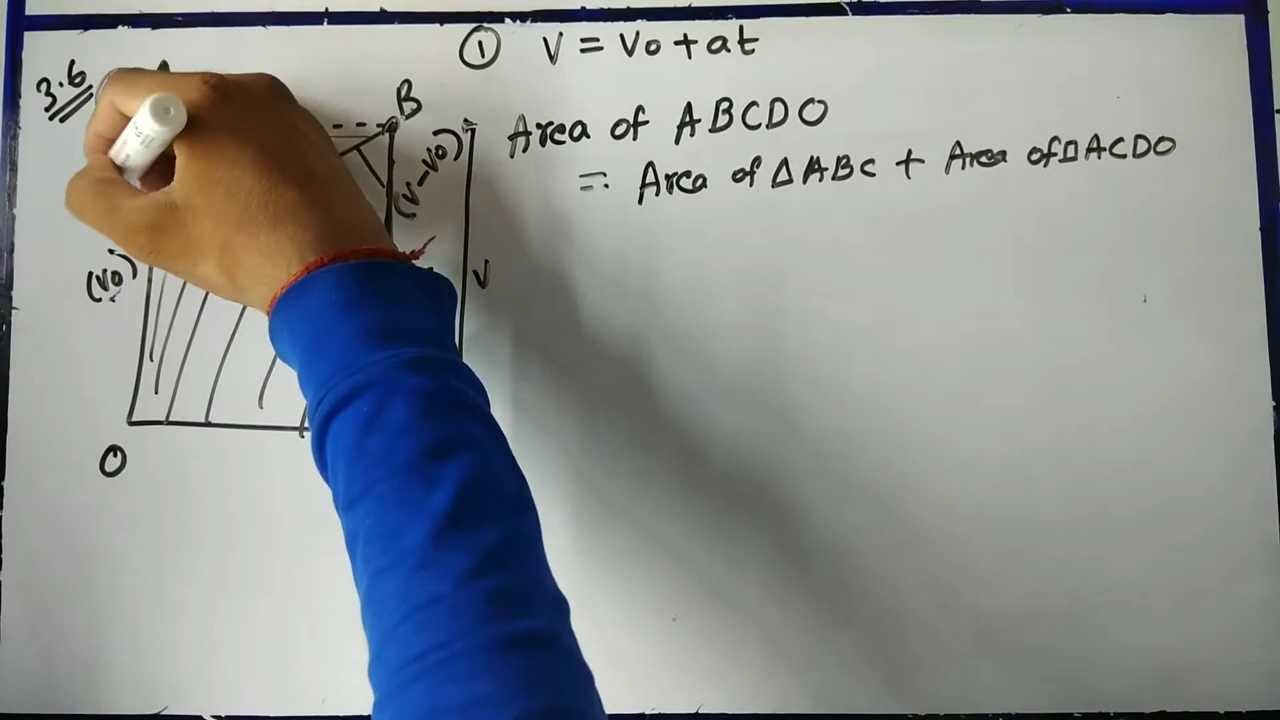 ① V = Vo + at
3.6
B
Area of ABCDO
(V-Vo)
= Area of ΔABC + Area of □ACDO
(Vo)
V
O